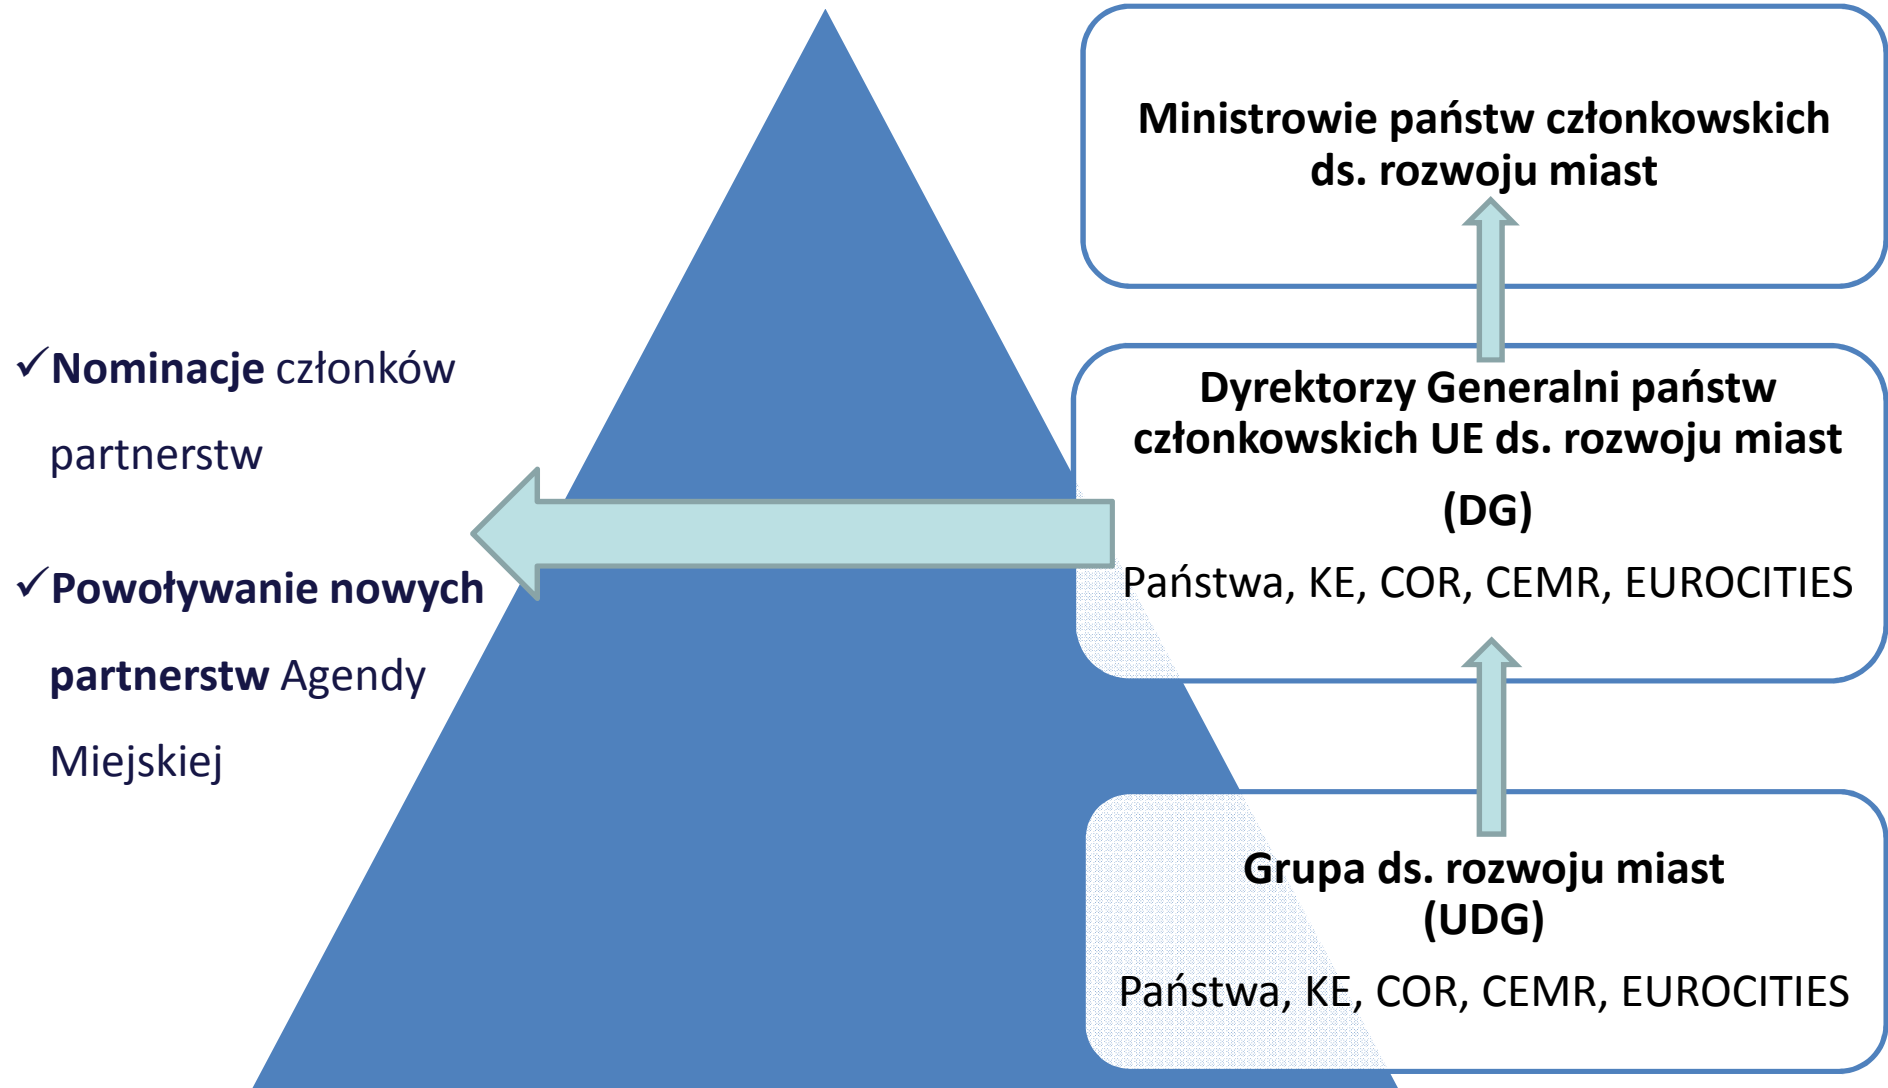 Ministrowie państw członkowskich
ds. rozwoju miast
✓Nominacje członków
partnerstw
✓Powoływanie nowych
partnerstw Agendy
Miejskiej
Dyrektorzy Generalni państw
członkowskich UE ds. rozwoju miast
(DG)
Państwa, KE, COR, CEMR, EUROCITIES
Grupa ds. rozwoju miast
(UDG)
Państwa, KE, COR, CEMR, EUROCITIES